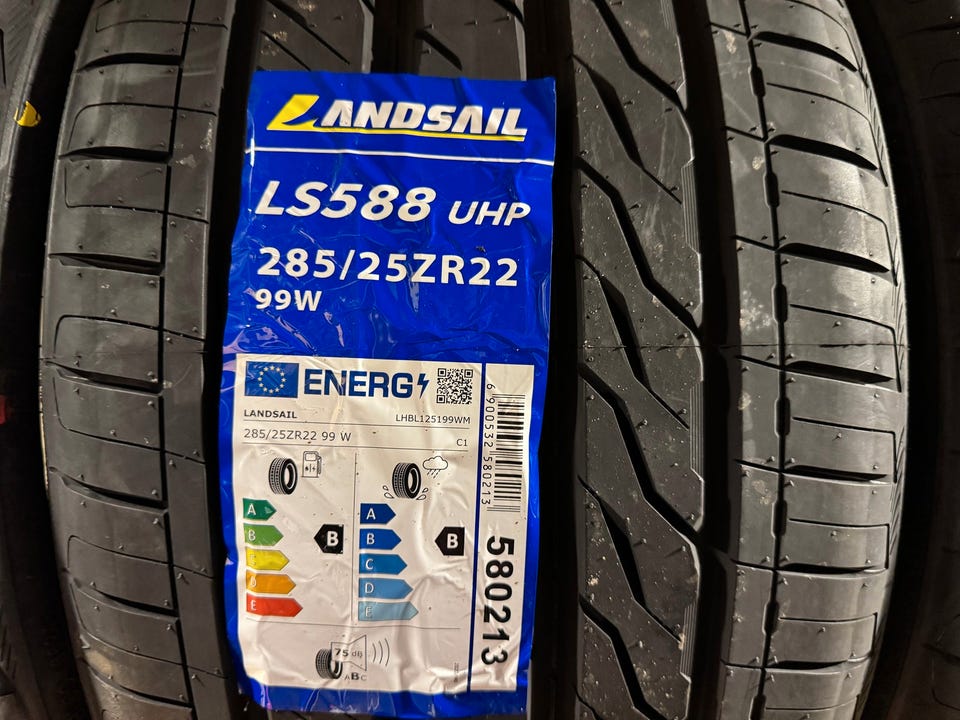 LANDSAIL
LS588 UHP
285/25ZR22
99W
ENERG
LANDSAIL
LHBL125199WM
285/25ZR22 99 W
C1
A
B
D
E
B
A
B
C
D
E
B
75 dB
ABC
6 900532 580213
580213